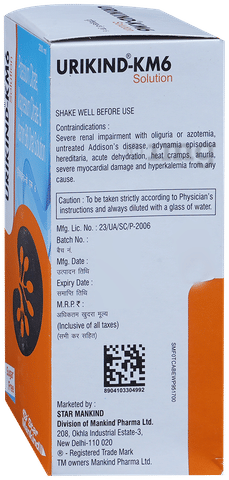 URIKIND®-KM6
Solution
SHAKE WELL BEFORE USE
Contraindications :
Severe renal impairment with oliguria or azotemia,
untreated Addison's disease, adynamia episodica
hereditaria, acute dehydration, heat cramps, anuria,
severe myocardial damage and hyperkalemia from any
cause.
Caution : To be taken strictly according to Physician's
instructions and always diluted with a glass of water.
Mfg. Lic. No. : 23/UA/SC/P-2006
Batch No. :
बैच नं.
Mfg. Date :
उत्पादन तिथि
Expiry Date :
समाप्ति तिथि
M.R.P. ₹ :
अधिकतम खुदरा मूल्य
(Inclusive of all taxes)
(सभी कर सहित)
8904103304992
Marketed by :
STAR MANKIND
Division of Mankind Pharma Ltd.
208, Okhla Industrial Estate-3,
New Delhi-110 020
® - Registered Trade Mark
TM owners Mankind Pharma Ltd.
URIKIND-KM6